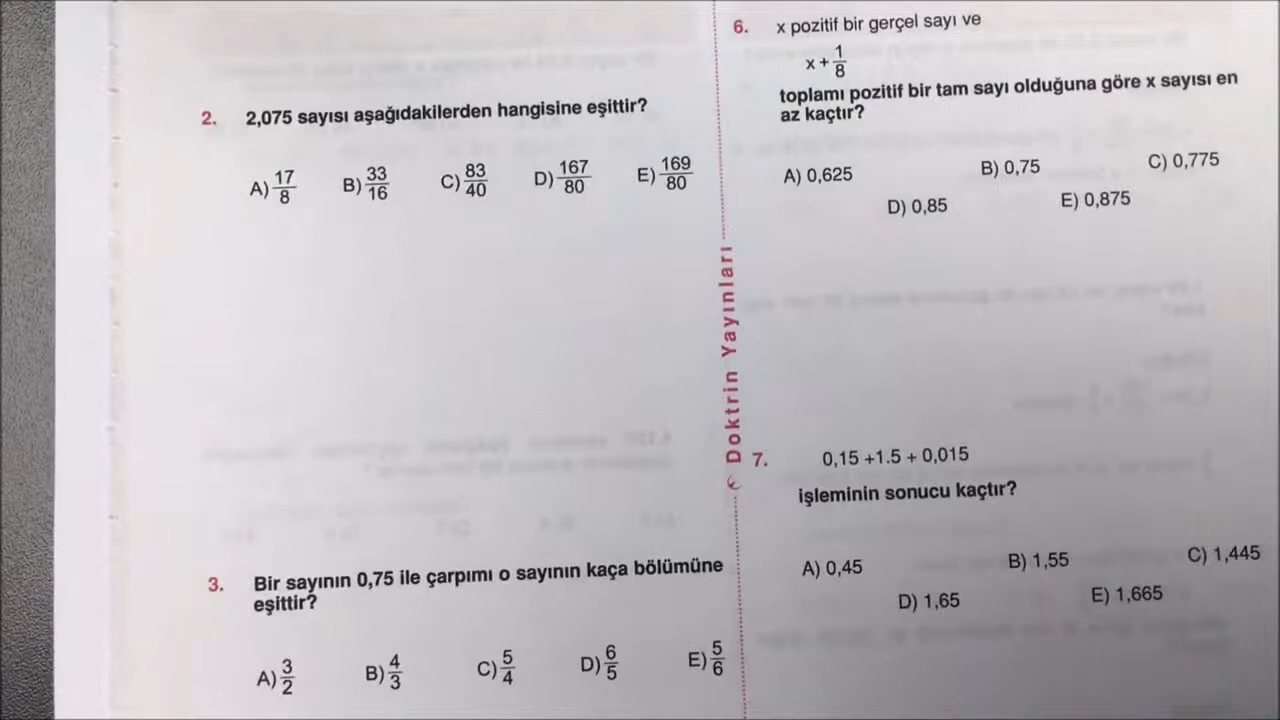 2. 2,075 sayısı aşağıdakilerden hangisine eşittir?
A) 17/8 B) 33/16 C) 83/40 D) 167/80 E) 169/80
3. Bir sayının 0,75 ile çarpımı o sayının kaça bölümüne
eşittir?
A) 3/2 B) 4/3 C) 5/4 D) 6/5 E) 5/6
Doktrin Yayınları
6. x pozitif bir gerçel sayı ve
x + 1/8
toplamı pozitif bir tam sayı olduğuna göre x sayısı en
az kaçtır?
A) 0,625 B) 0,75 C) 0,775
D) 0,85 E) 0,875
7. 0,15 +1.5 + 0,015
işleminin sonucu kaçtır?
A) 0,45 B) 1,55 C) 1,445
D) 1,65 E) 1,665